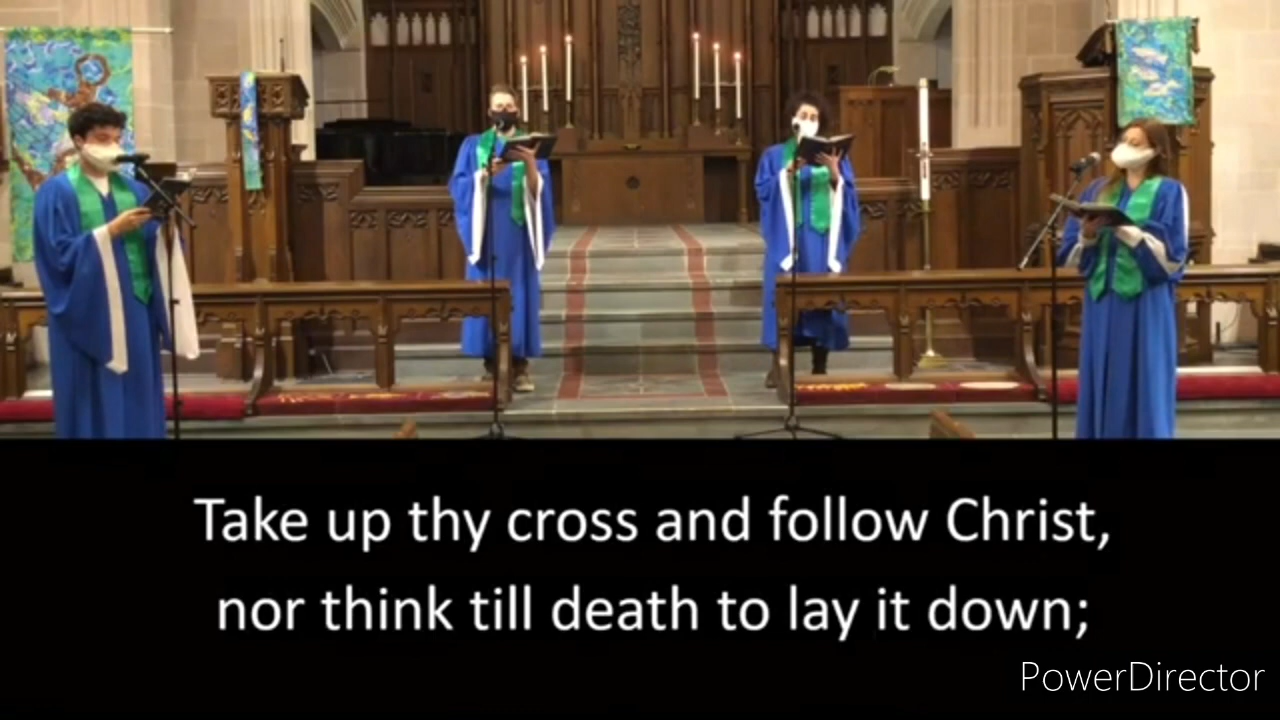 Take up thy cross and follow Christ,
nor think till death to lay it down;
PowerDirector